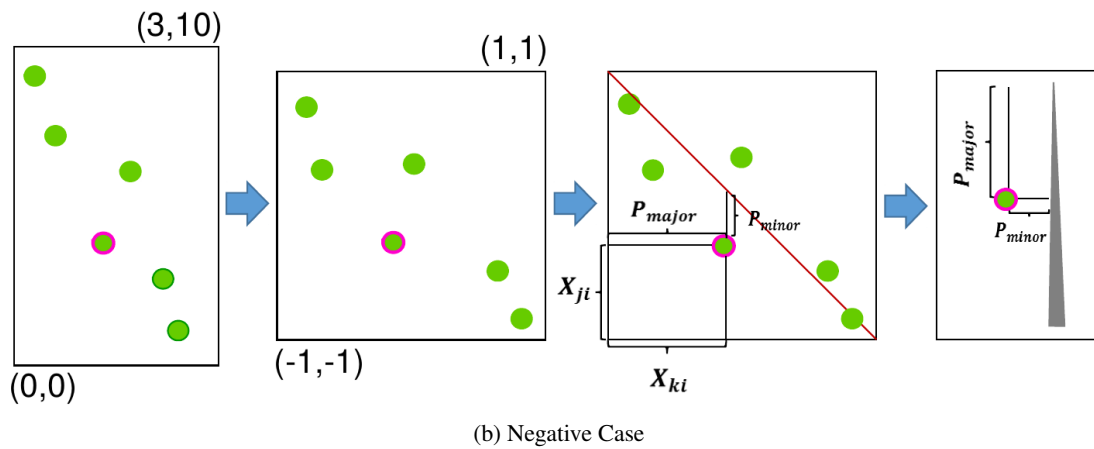 (3,10)
(0,0)
(1,1)
(-1,-1)
P_major
P_minor
X_ji
X_ki
P_major
P_minor
(b) Negative Case